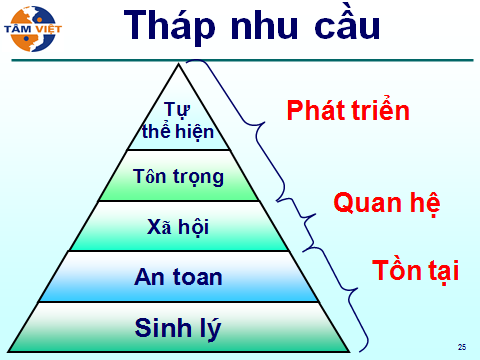 TÂM VIỆT
Tháp nhu cầu
Tự
thể hiện
Tôn trọng
Xã hội
An toan
Sinh lý
Phát triển
Quan hệ
Tồn tại
25